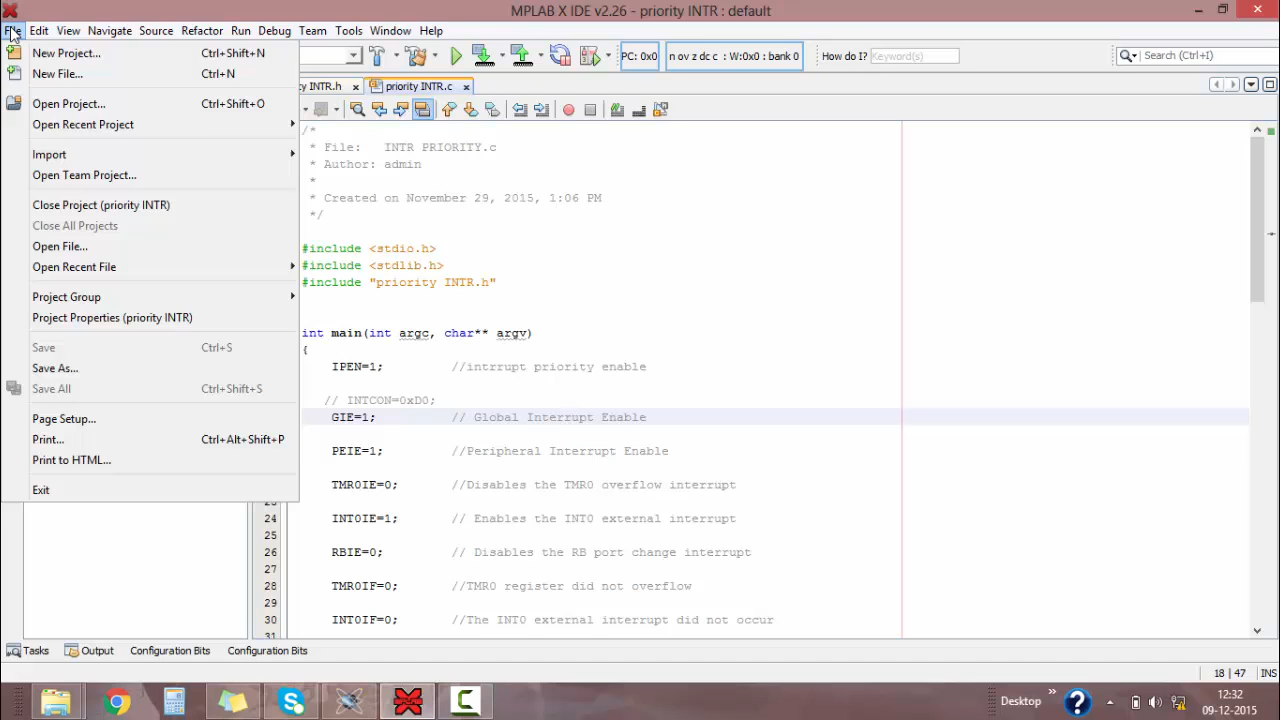 MPLAB X IDE v2.26 - priority INTR : default
File Edit View Navigate Source Refactor Run Debug Team Tools Window Help
PC: 0x0 n ov z dc c : W:0x0 : bank 0 How do I? Keyword(s) Search (Ctrl+I)
New Project... Ctrl+Shift+N
New File... Ctrl+N
Open Project... Ctrl+Shift+O
Open Recent Project
Import
Open Team Project...
Close Project (priority INTR)
Close All Projects
Open File...
Open Recent File
Project Group
Project Properties (priority INTR)
Save Ctrl+S
Save As...
Save All Ctrl+Shift+S
Page Setup...
Print... Ctrl+Alt+Shift+P
Print to HTML...
Exit
ty INTR.h priority INTR.c
/*
* File: INTR PRIORITY.c
* Author: admin
*
* Created on November 29, 2015, 1:06 PM
*/
#include <stdio.h>
#include <stdlib.h>
#include "priority INTR.h"
int main(int argc, char** argv)
{
IPEN=1; //intrrupt priority enable
// INTCON=0xD0;
GIE=1; // Global Interrupt Enable
PEIE=1; //Peripheral Interrupt Enable
TMR0IE=0; //Disables the TMR0 overflow interrupt
24 INT0IE=1; // Enables the INT0 external interrupt
25
26 RBIE=0; // Disables the RB port change interrupt
27
28 TMR0IF=0; //TMR0 register did not overflow
29
30 INT0IF=0; //The INT0 external interrupt did not occur
31
Tasks Output Configuration Bits Configuration Bits
18 | 47 INS
Desktop 12:32
09-12-2015